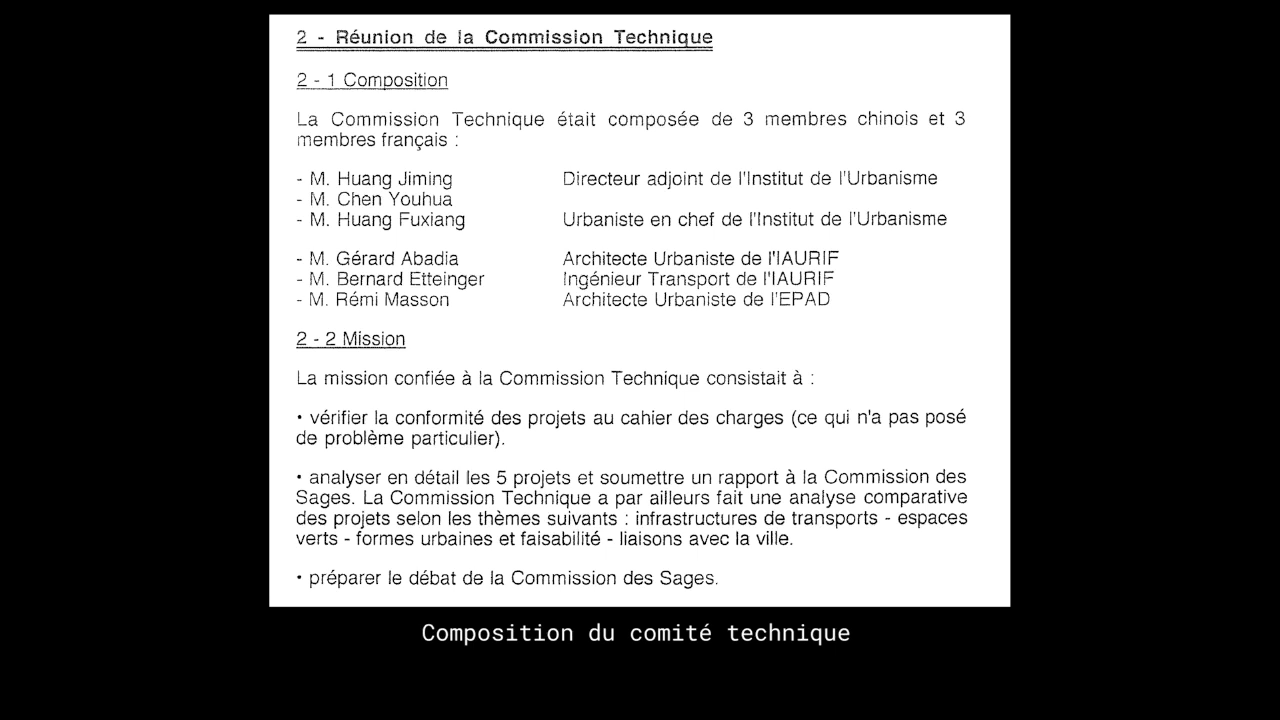 2 - Réunion de la Commission Technique
2 - 1 Composition
La Commission Technique était composée de 3 membres chinois et 3
membres français :
- M. Huang Jiming Directeur adjoint de l'Institut de l'Urbanisme
- M. Chen Youhua
- M. Huang Fuxiang Urbaniste en chef de l'Institut de l'Urbanisme
- M. Gérard Abadia Architecte Urbaniste de l'IAURIF
- M. Bernard Etteinger Ingénieur Transport de l'IAURIF
- M. Rémi Masson Architecte Urbaniste de l'EPAD
2 - 2 Mission
La mission confiée à la Commission Technique consistait à :
• vérifier la conformité des projets au cahier des charges (ce qui n'a pas posé
de problème particulier).
• analyser en détail les 5 projets et soumettre un rapport à la Commission des
Sages. La Commission Technique a par ailleurs fait une analyse comparative
des projets selon les thèmes suivants : infrastructures de transports - espaces
verts - formes urbaines et faisabilité - liaisons avec la ville.
• préparer le débat de la Commission des Sages.
Composition du comité technique